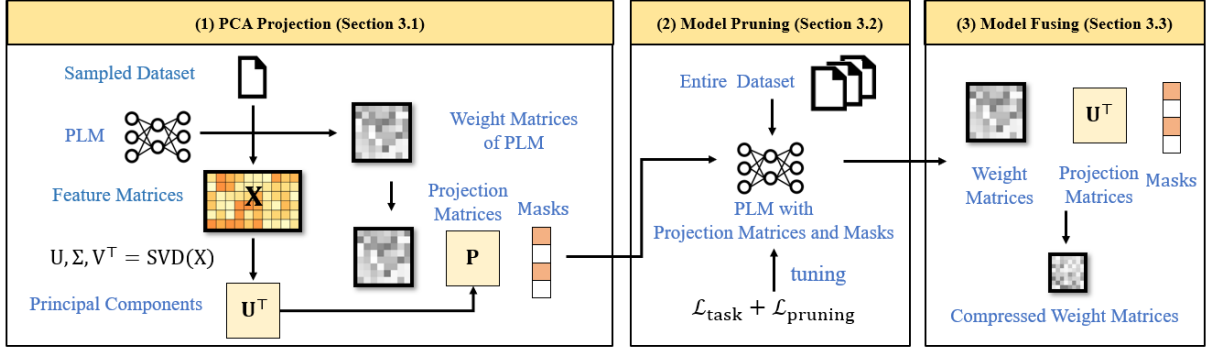 (1) PCA Projection (Section 3.1)
Sampled Dataset
PLM
Weight Matrices
of PLM
Feature Matrices
X
Projection
Matrices
Masks
U, Σ, V⊤ = SVD(X)
P
Principal Components
U⊤
(2) Model Pruning (Section 3.2)
Entire Dataset
PLM with
Projection Matrices and Masks
tuning
ℒtask + ℒpruning
(3) Model Fusing (Section 3.3)
U⊤
Weight
Matrices
Projection
Matrices
Masks
Compressed Weight Matrices